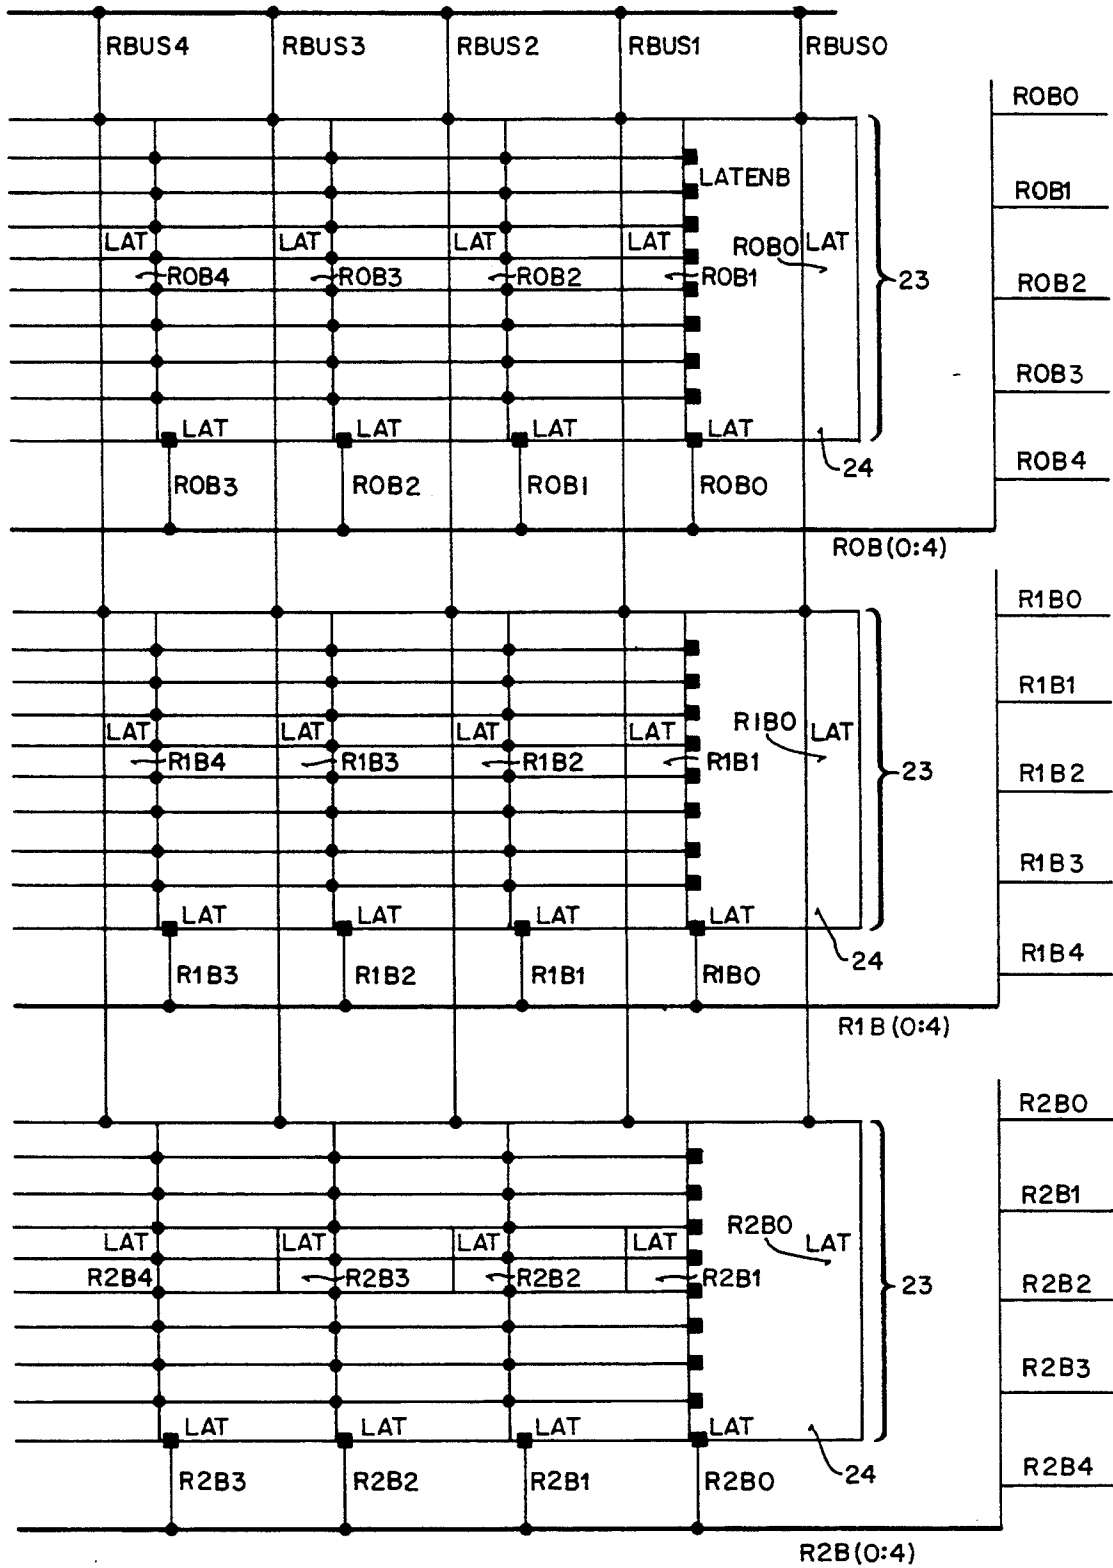 RBUS4 RBUS3 RBUS2 RBUS1 RBUS0
R0B0
LATENB
R0B1
LAT LAT LAT LAT R0B0 LAT
R0B4 R0B3 R0B2 R0B1 23
R0B2
R0B3
LAT LAT LAT LAT
24
R0B4
R0B3 R0B2 R0B1 R0B0
R0B(0:4)
R1B0
R1B1
LAT LAT LAT LAT R1B0 LAT
R1B4 R1B3 R1B2 R1B1 23
R1B2
R1B3
LAT LAT LAT LAT
24
R1B4
R1B3 R1B2 R1B1 R1B0
R1B(0:4)
R2B0
R2B1
LAT LAT LAT LAT R2B0 LAT
R2B4 R2B3 R2B2 R2B1 23
R2B2
R2B3
LAT LAT LAT LAT
24
R2B4
R2B3 R2B2 R2B1 R2B0
R2B(0:4)